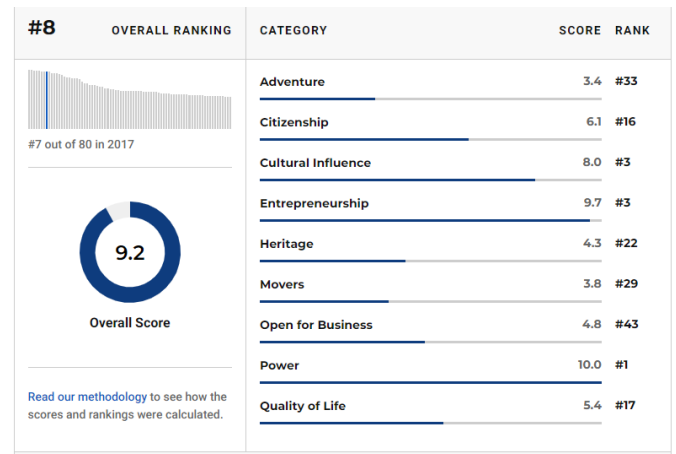 #8 OVERALL RANKING
#7 out of 80 in 2017
9.2
Overall Score
Read our methodology to see how the
scores and rankings were calculated.
CATEGORY SCORE RANK
Adventure 3.4 #33
Citizenship 6.1 #16
Cultural Influence 8.0 #3
Entrepreneurship 9.7 #3
Heritage 4.3 #22
Movers 3.8 #29
Open for Business 4.8 #43
Power 10.0 #1
Quality of Life 5.4 #17